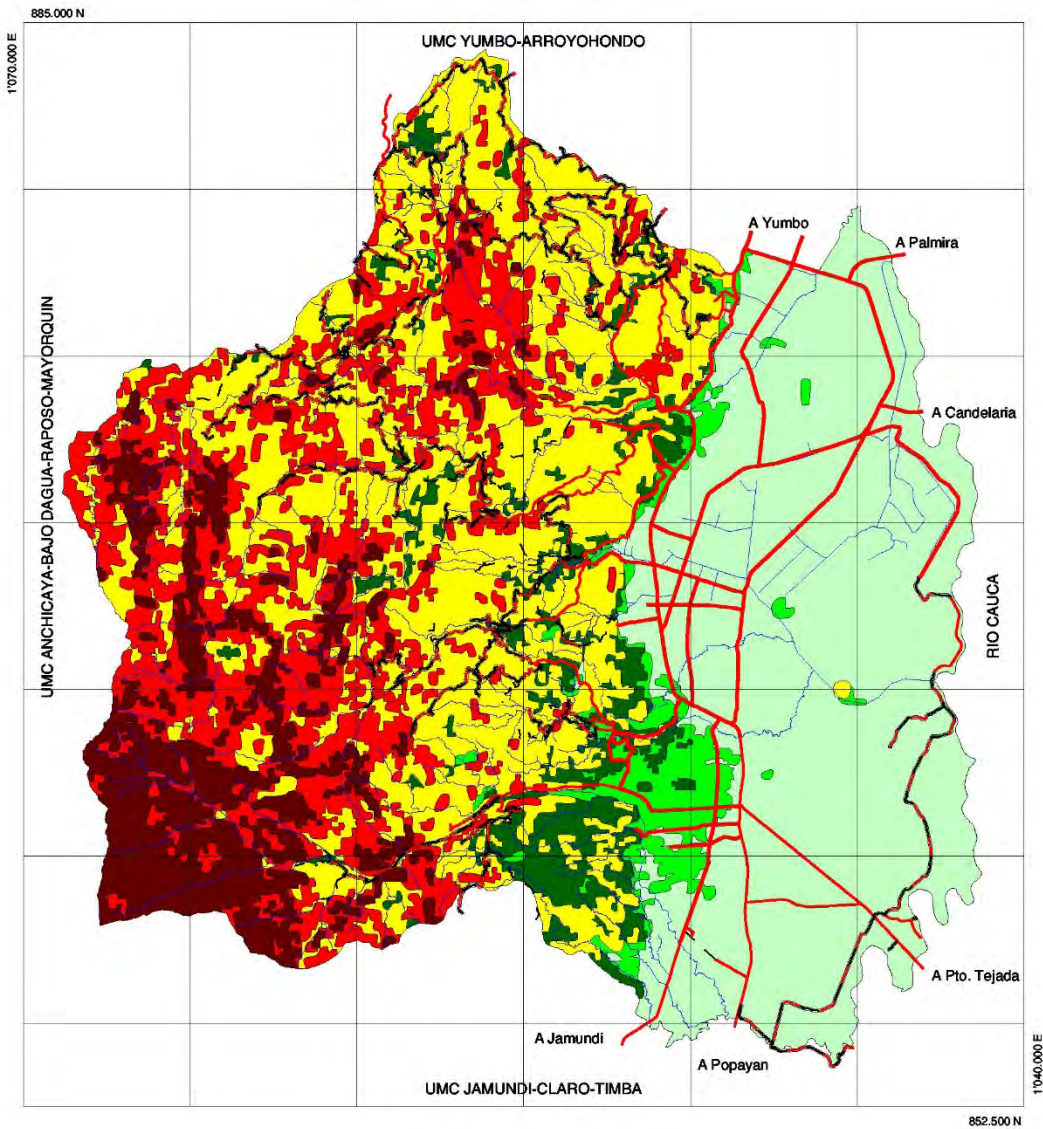 885.000 N
1'070.000 E
UMC YUMBO-ARROYOHONDO
A Yumbo
A Palmira
UMC ANCHICAYA-BAJO DAGUA-RAPOSO-MAYORQUIN
A Candelaria
RIO CAUCA
A Pto. Tejada
A Jamundi
A Popayan
UMC JAMUNDI-CLARO-TIMBA
1'040.000 E
852.500 N